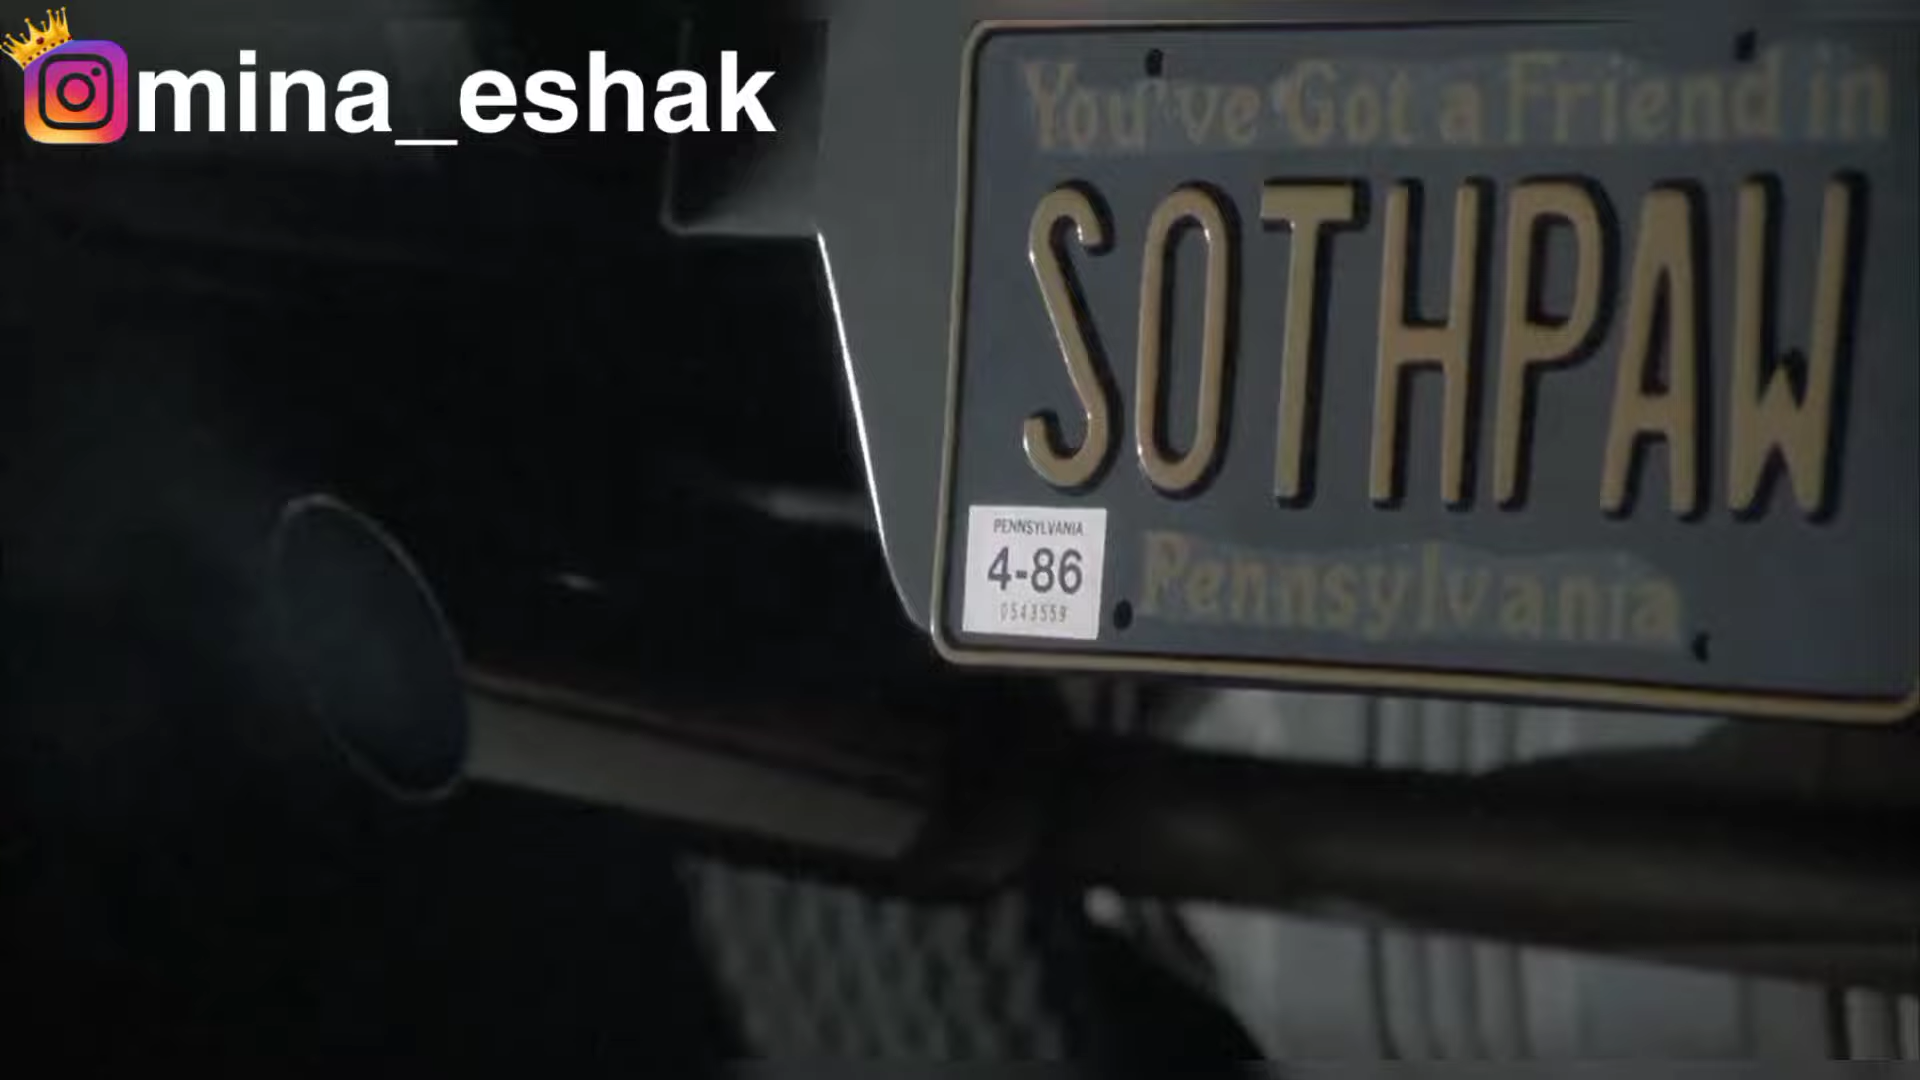 mina_eshak
You've Got a Friend in
SOTHPAW
PENNSYLVANIA
4-86
0543559
Pennsylvania